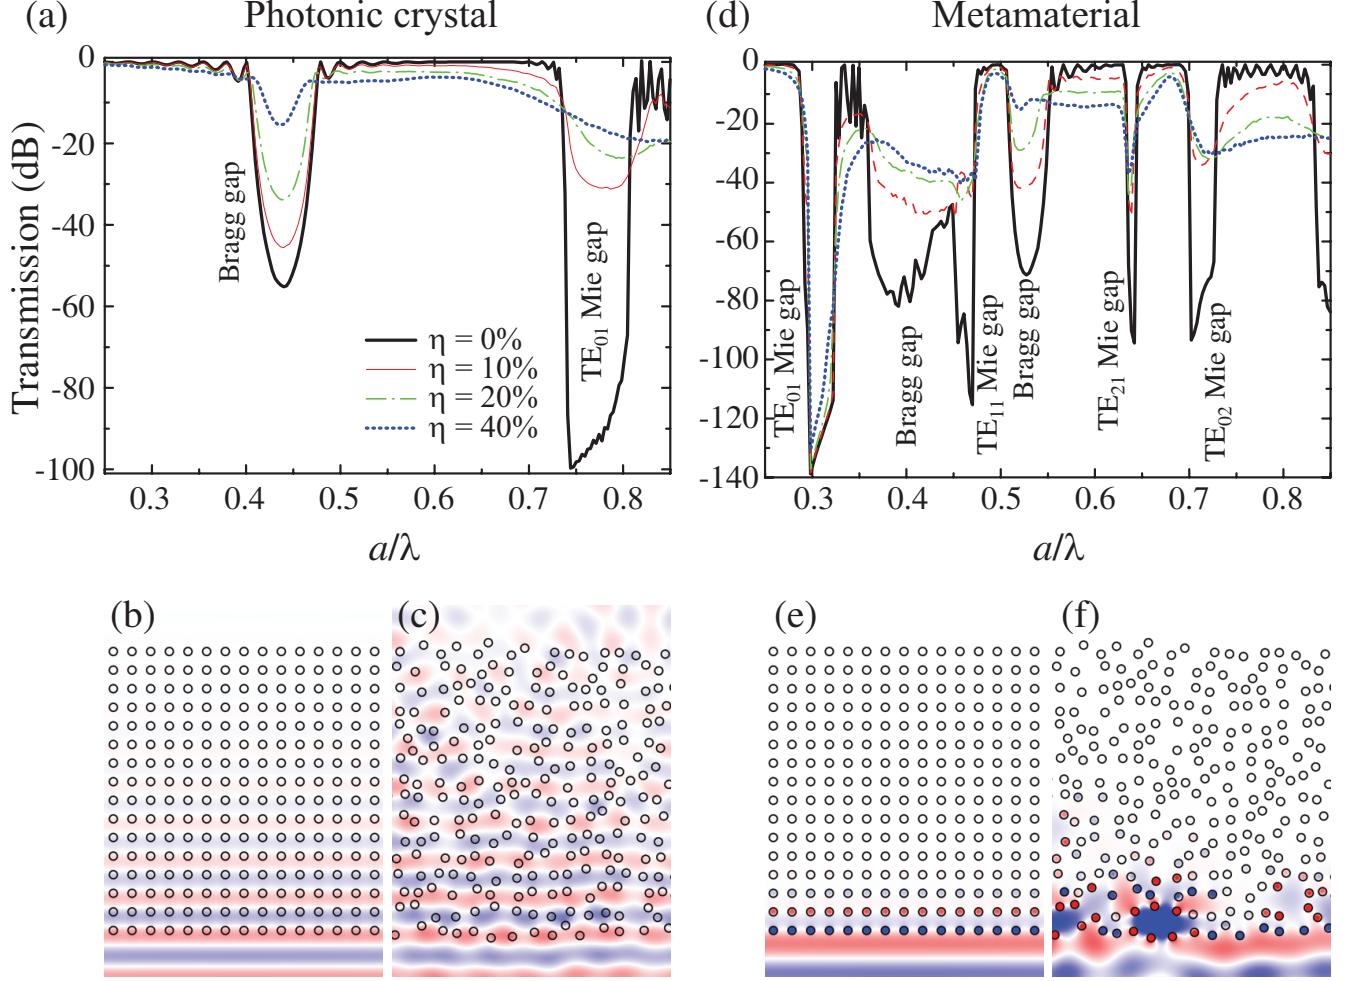 (a) Photonic crystal
(d) Metamaterial
Transmission (dB)
0
-20
-40
-60
-80
-100
Bragg gap
TE01 Mie gap
η = 0%
η = 10%
η = 20%
η = 40%
0.3 0.4 0.5 0.6 0.7 0.8
a/λ
0
-20
-40
-60
-80
-100
-120
-140
TE01 Mie gap
Bragg gap
TE11 Mie gap
Bragg gap
TE21 Mie gap
TE02 Mie gap
0.3 0.4 0.5 0.6 0.7 0.8
a/λ
(b)
(c)
(e)
(f)